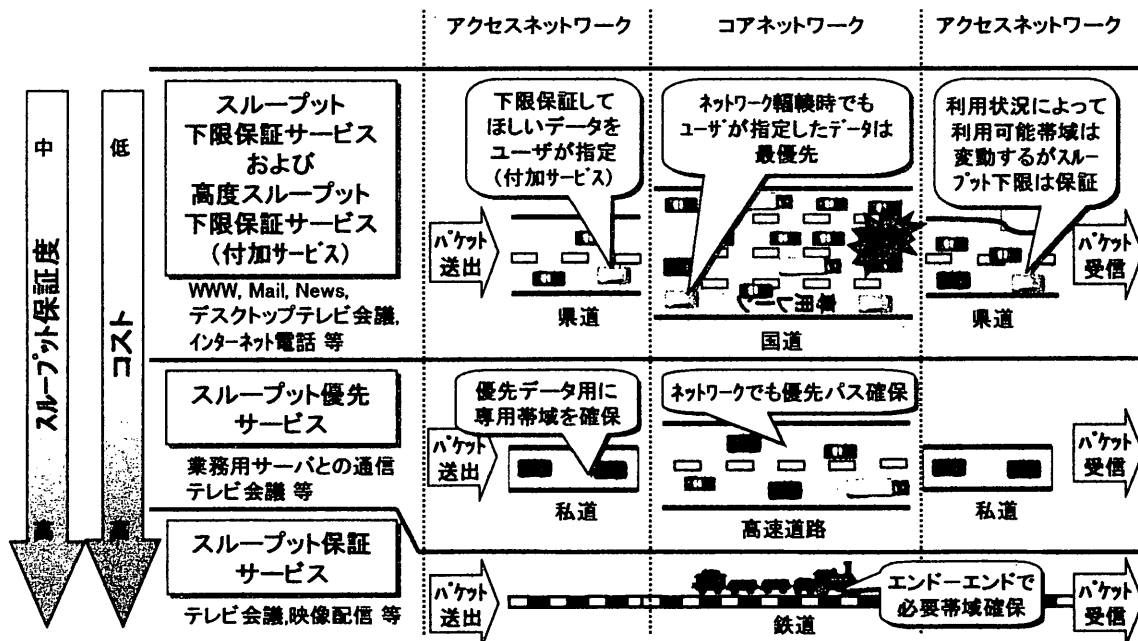 アクセスネットワーク
コアネットワーク
アクセスネットワーク
中
スループット保証度
高
低
コスト
高
スループット
下限保証サービス
および
高度スループット
下限保証サービス
(付加サービス)
WWW, Mail, News,
デスクトップテレビ会議,
インターネット電話 等
パケット
送出
下限保証して
ほしいデータを
ユーザが指定
(付加サービス)
県道
ネットワーク輻輳時でも
ユーザが指定したデータは
最優先
専用レーン
国道
利用状況によって
利用可能帯域は
変動するがスルー
プット下限は保証
県道
パケット
受信
スループット優先
サービス
業務用サーバとの通信
テレビ会議 等
パケット
送出
優先データ用に
専用帯域を確保
私道
ネットワークでも優先パス確保
高速道路
私道
パケット
受信
スループット保証
サービス
テレビ会議,映像配信 等
パケット
送出
エンドーエンドで
必要帯域確保
鉄道
パケット
受信